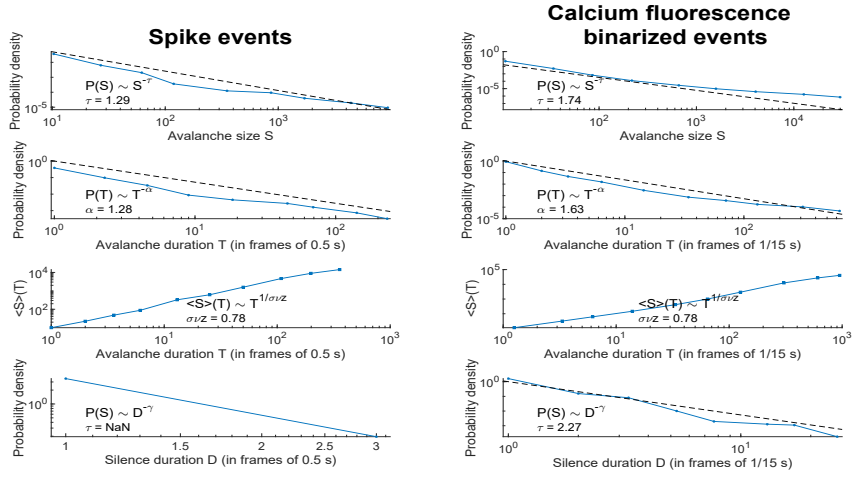 Spike events
Probability density
10^-5
P(S) ∼ S^-τ
τ = 1.29
10^1
10^2
10^3
Avalanche size S
Probability density
10^0
P(T) ∼ T^-α
α = 1.28
10^0
10^1
10^2
Avalanche duration T (in frames of 0.5 s)
<S>(T)
10^4
10^2
<S>(T) ∼ T^1/σνz
σνz = 0.78
10^0
10^1
10^2
10^3
Avalanche duration T (in frames of 0.5 s)
Probability density
10^0
P(S) ∼ D^-γ
τ = NaN
1
1.5
2
2.5
3
Silence duration D (in frames of 0.5 s)
Calcium fluorescence
binarized events
Probability density
10^0
10^-5
P(S) ∼ S^-τ
τ = 1.74
10^2
10^4
Avalanche size S
Probability density
10^0
10^-5
P(T) ∼ T^-α
α = 1.63
10^0
10^1
10^2
Avalanche duration T (in frames of 1/15 s)
<S>(T)
10^5
<S>(T) ∼ T^1/σνz
σνz = 0.78
10^0
10^1
10^2
10^3
Avalanche duration T (in frames of 1/15 s)
Probability density
10^0
P(S) ∼ D^-γ
τ = 2.27
10^0
10^1
Silence duration D (in frames of 1/15 s)